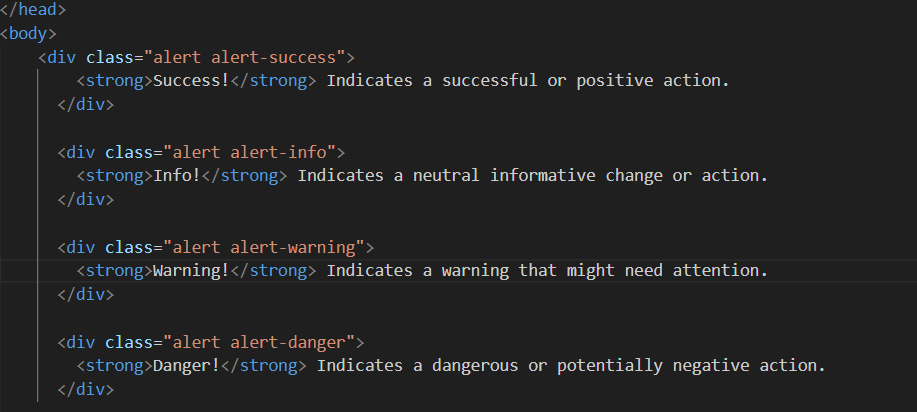 </head>
<body>
<div class="alert alert-success">
<strong>Success!</strong> Indicates a successful or positive action.
</div>
<div class="alert alert-info">
<strong>Info!</strong> Indicates a neutral informative change or action.
</div>
<div class="alert alert-warning">
<strong>Warning!</strong> Indicates a warning that might need attention.
</div>
<div class="alert alert-danger">
<strong>Danger!</strong> Indicates a dangerous or potentially negative action.
</div>